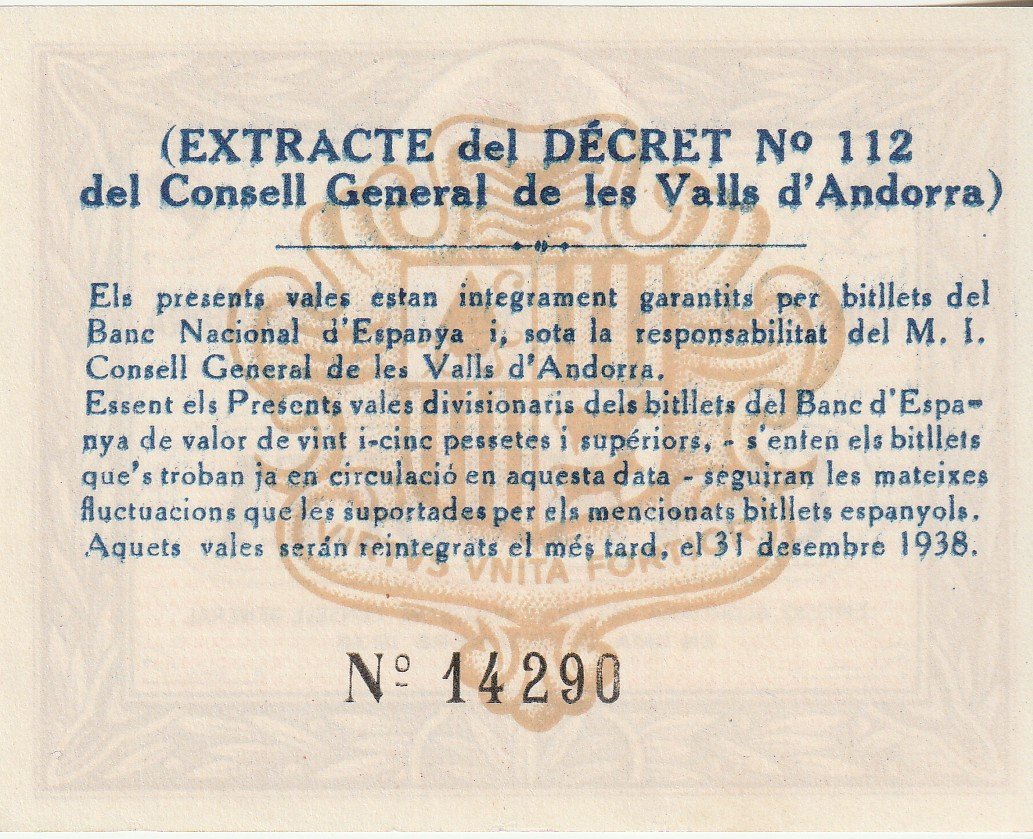 (EXTRACTE del DÉCRET Nº 112
del Consell General de les Valls d'Andorra)
Els presents vales estan integrament garantits per bitllets del
Banc Nacional d'Espanya i, sota la responsabilitat del M. I.
Consell General de les Valls d'Andorra.
Essent els Presents vales divisionaris dels bitllets del Banc d'Espa-
nya de valor de vint i-cinc pessetes i supériors, - s'enten els bitllets
que's troban ja en circulació en aquesta data - seguiran les mateixes
fluctuacions que les suportades per els mencionats bitllets espanyols.
Aquets vales serán reintegrats el més tard, el 31 desembre 1938.
VIRTVS VNITA FORTIOR
Nº 14290